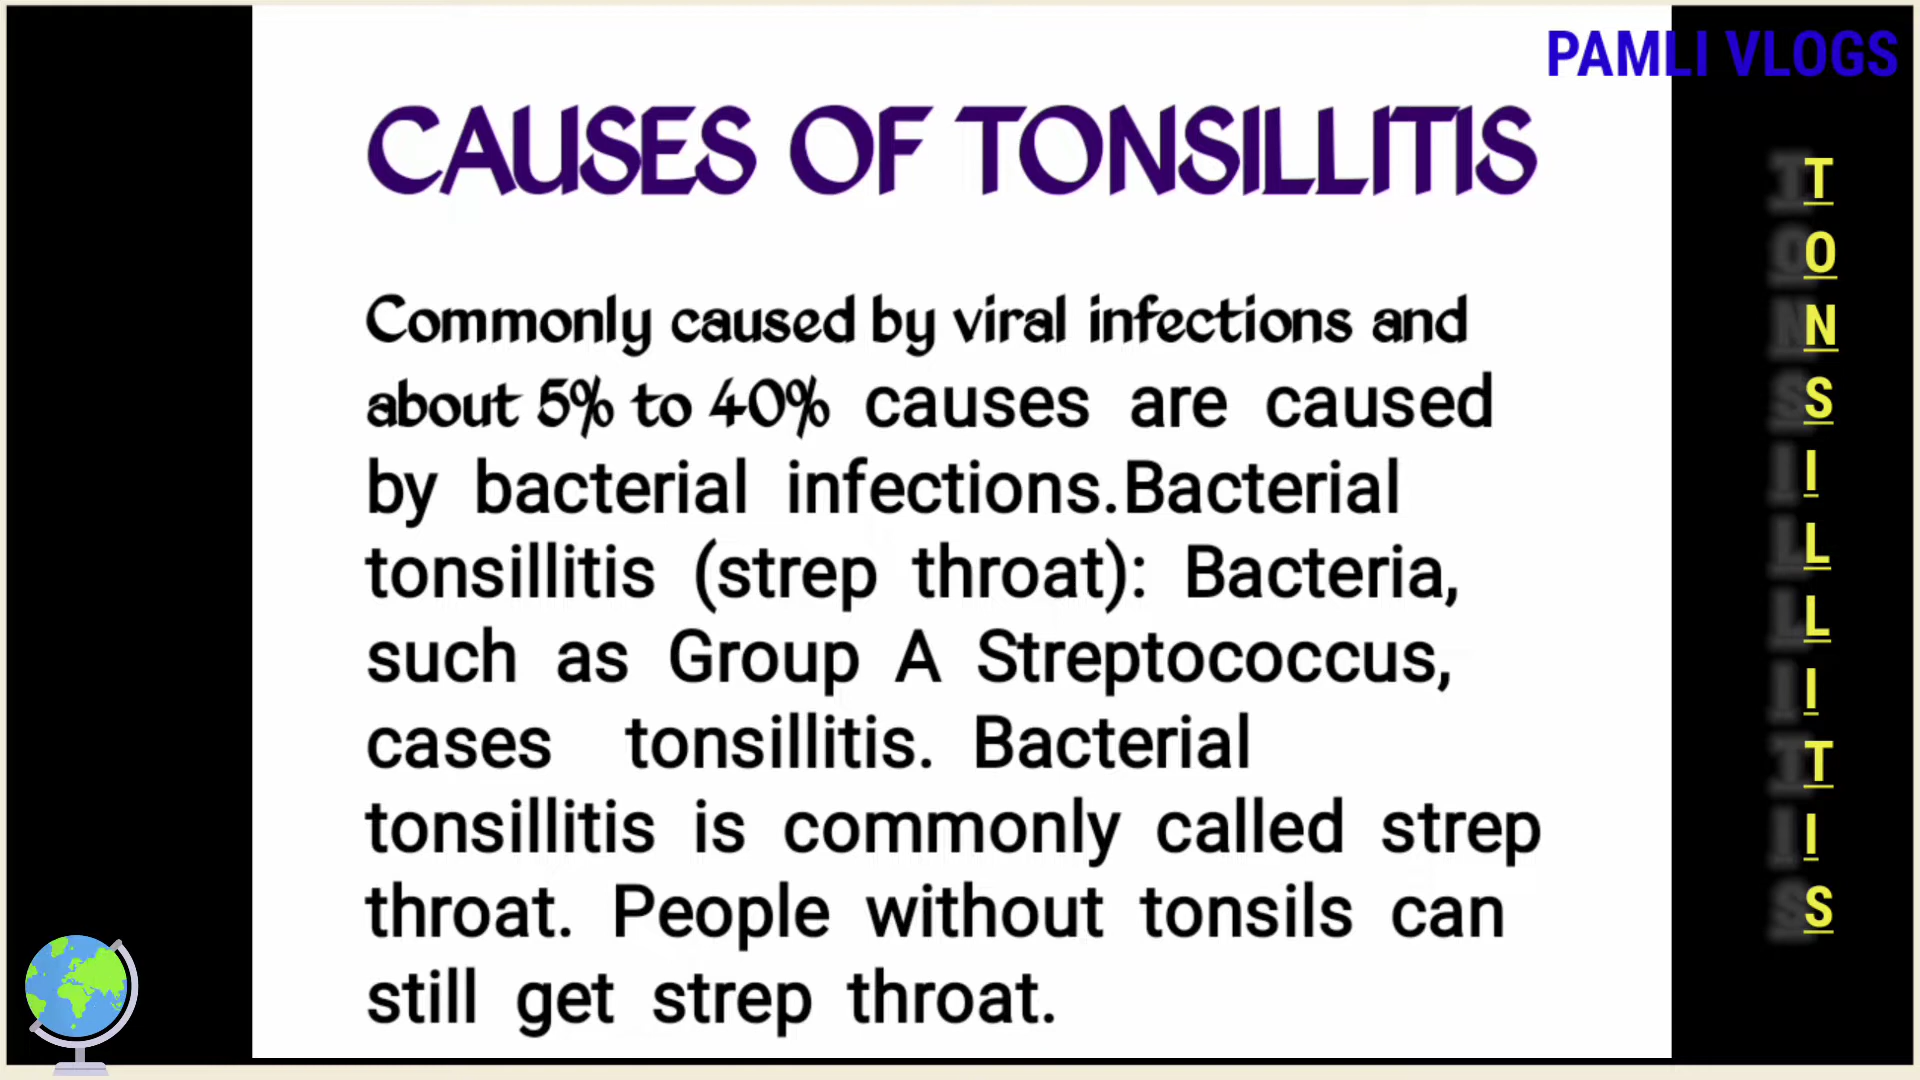 PAMLI VLOGS
CAUSES OF TONSILLITIS
Commonly caused by viral infections and
about 5% to 40% causes are caused
by bacterial infections.Bacterial
tonsillitis (strep throat): Bacteria,
such as Group A Streptococcus,
cases tonsillitis. Bacterial
tonsillitis is commonly called strep
throat. People without tonsils can
still get strep throat.
TONSILLITIS